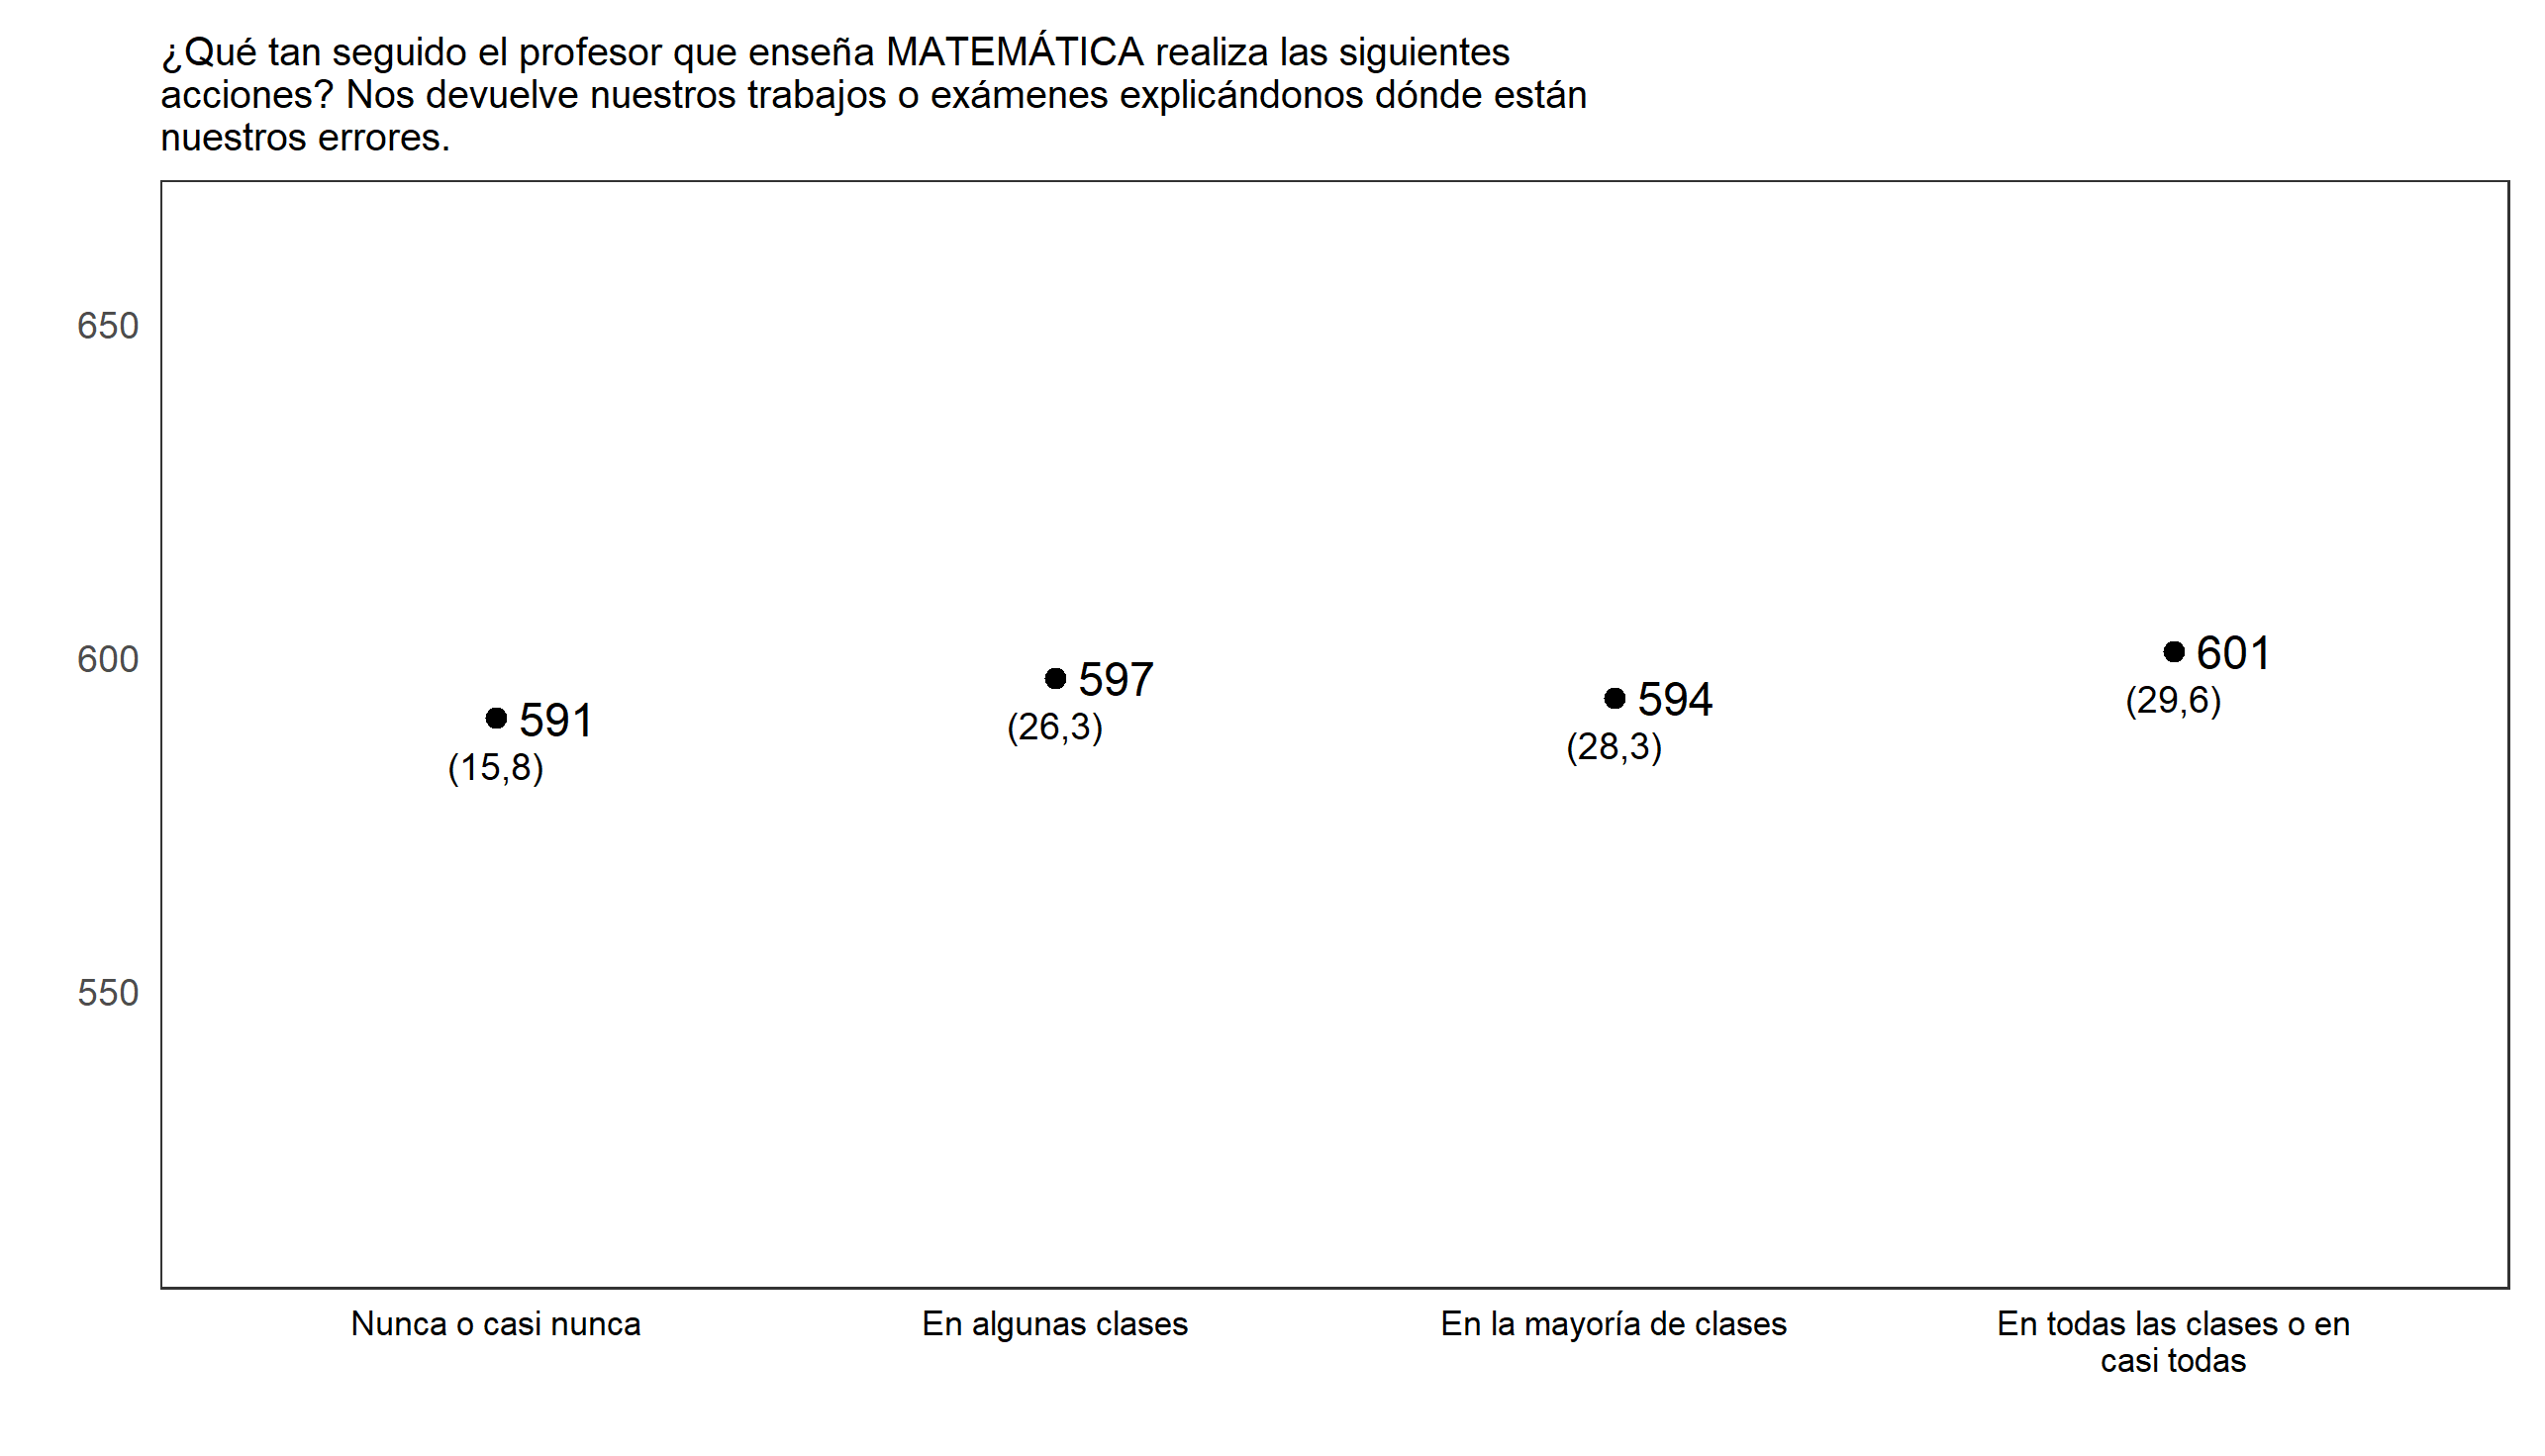 ¿Qué tan seguido el profesor que enseña MATEMÁTICA realiza las siguientes
acciones? Nos devuelve nuestros trabajos o exámenes explicándonos dónde están
nuestros errores.
650
600
550
591
(15,8)
597
(26,3)
594
(28,3)
601
(29,6)
Nunca o casi nunca
En algunas clases
En la mayoría de clases
En todas las clases o en
casi todas